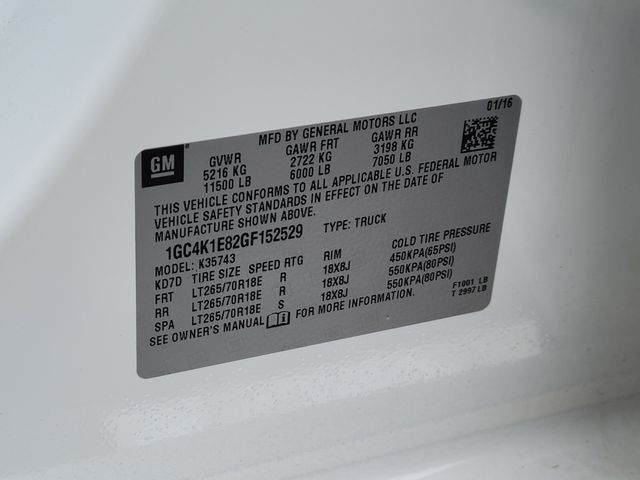 01/16
MFD BY GENERAL MOTORS LLC
GM
GVWR GAWR FRT GAWR RR
5216 KG 2722 KG 3198 KG
11500 LB 6000 LB 7050 LB
THIS VEHICLE CONFORMS TO ALL APPLICABLE U.S. FEDERAL MOTOR
VEHICLE SAFETY STANDARDS IN EFFECT ON THE DATE OF
MANUFACTURE SHOWN ABOVE.
1GC4K1E82GF152529 TYPE: TRUCK
MODEL: K35743
KD7D TIRE SIZE SPEED RTG RIM COLD TIRE PRESSURE
FRT LT265/70R18E R 18X8J 450KPA(65PSI)
RR LT265/70R18E R 18X8J 550KPA(80PSI)
SPA LT265/70R18E S 18X8J 550KPA(80PSI)
SEE OWNER'S MANUAL FOR MORE INFORMATION.
F1001 LB
T 2997 LB